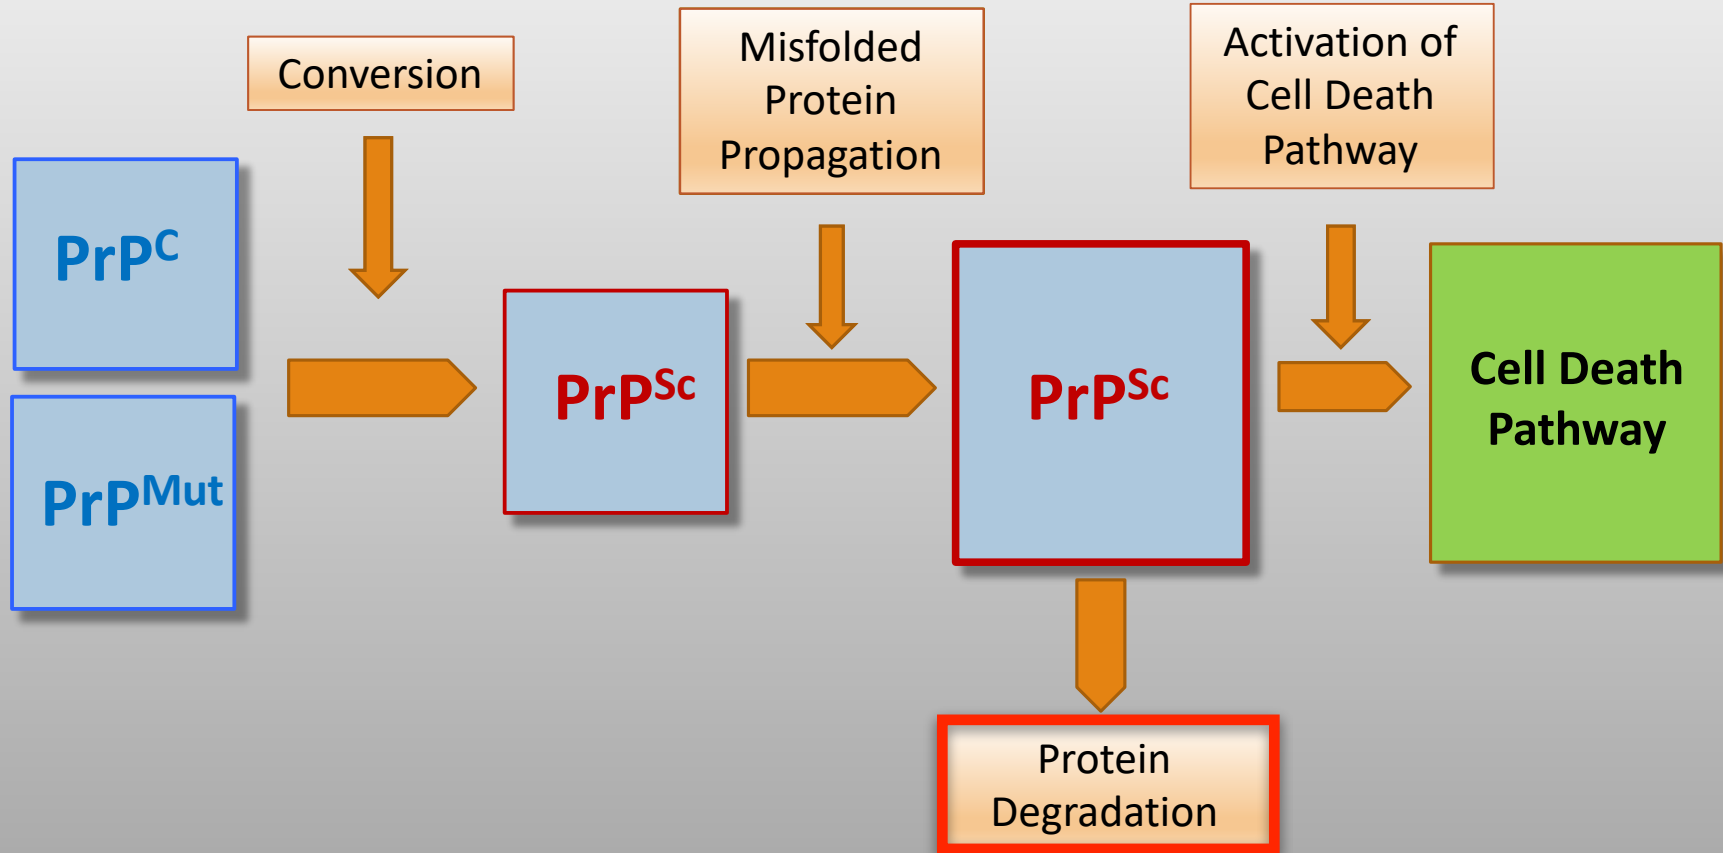 Conversion
Misfolded
Protein
Propagation
Activation of
Cell Death
Pathway
PrPC
PrPMut
PrPSc
PrPSc
Cell Death
Pathway
Protein
Degradation